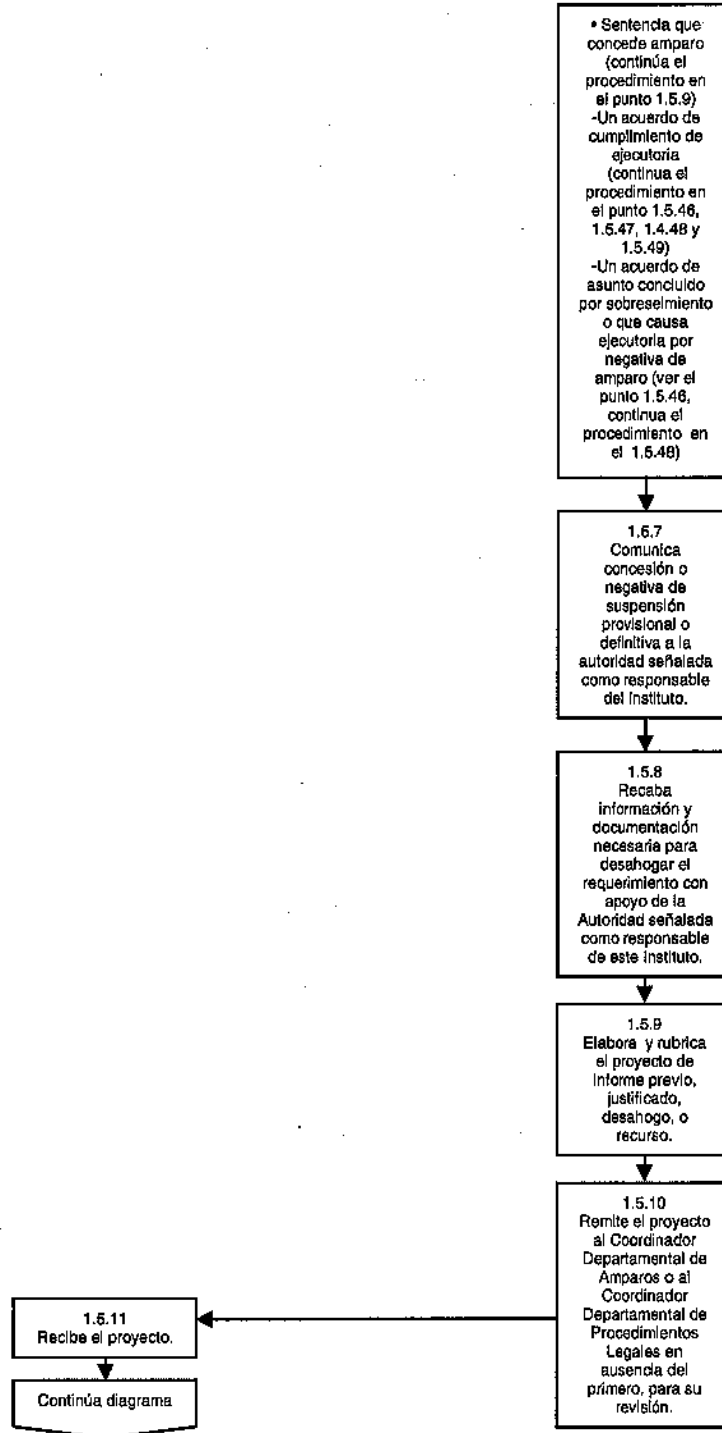 • Sentencia que
concede amparo
(continúa el
procedimiento en
el punto 1.5.9)
-Un acuerdo de
cumplimiento de
ejecutoria
(continua el
procedimiento en
el punto 1.5.46,
1.5.47, 1.4.48 y
1.5.49)
-Un acuerdo de
asunto concluido
por sobreseimiento
o que causa
ejecutoria por
negativa de
amparo (ver el
punto 1.5.46,
continua el
procedimiento en
el 1.5.48)
1.5.7
Comunica
concesión o
negativa de
suspensión
provisional o
definitiva a la
autoridad señalada
como responsable
del Instituto.
1.5.8
Recaba
información y
documentación
necesaria para
desahogar el
requerimiento con
apoyo de la
Autoridad señalada
como responsable
de este Instituto.
1.5.9
Elabora y rubrica
el proyecto de
Informe previo,
justificado,
desahogo, o
recurso.
1.5.10
Remite el proyecto
al Coordinador
Departamental de
Amparos o al
Coordinador
Departamental de
Procedimientos
Legales en
ausencia del
primero, para su
revisión.
1.5.11
Recibe el proyecto.
Continúa diagrama